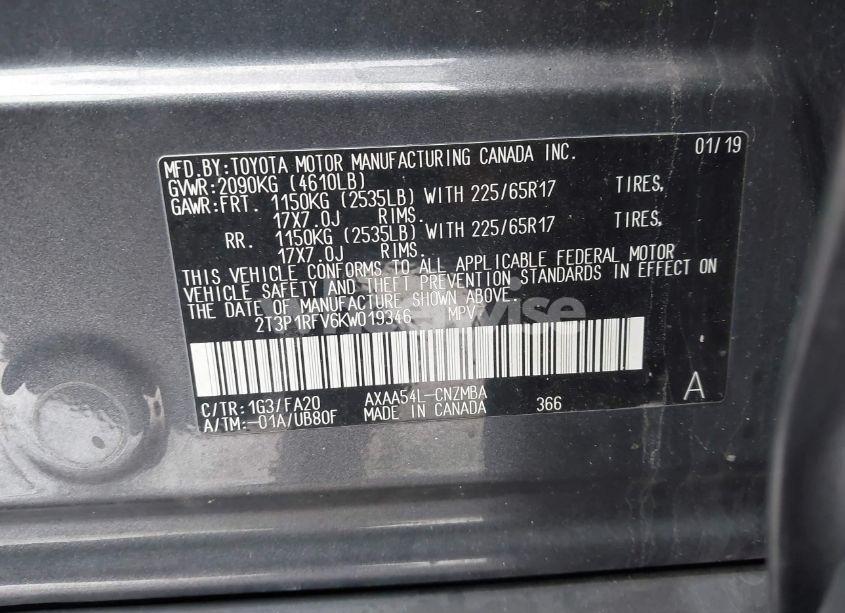 MFD.BY:TOYOTA MOTOR MANUFACTURING CANADA INC. 01/19
GVWR:2090KG (4610LB)
GAWR:FRT. 1150KG (2535LB) WITH 225/65R17 TIRES,
17X7.0J RIMS.
RR. 1150KG (2535LB) WITH 225/65R17 TIRES,
17X7.0J RIMS.
THIS VEHICLE CONFORMS TO ALL APPLICABLE FEDERAL MOTOR
VEHICLE SAFETY AND THEFT PREVENTION STANDARDS IN EFFECT ON
THE DATE OF MANUFACTURE SHOWN ABOVE.
2T3P1RFV6KW019346 MPV
C/TR:1G3/FA20 AXAA54L-CNZMBA
A/TM:-01A/UB80F MADE IN CANADA 366 A